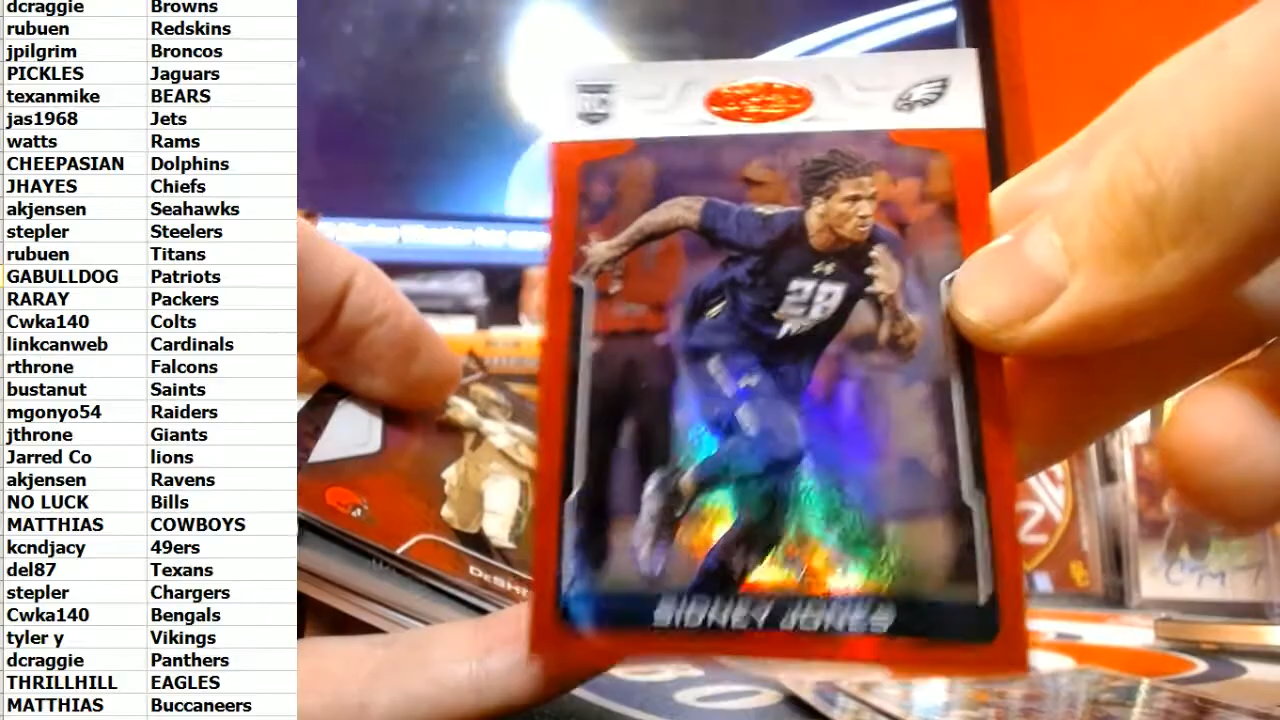 dcraggie Browns
rubuen Redskins
jpilgrim Broncos
PICKLES Jaguars
texanmike BEARS
jas1968 Jets
watts Rams
CHEEPASIAN Dolphins
JHAYES Chiefs
akjensen Seahawks
stepler Steelers
rubuen Titans
GABULLDOG Patriots
RARAY Packers
Cwka140 Colts
linkcanweb Cardinals
rthrone Falcons
bustanut Saints
mgonyo54 Raiders
jthrone Giants
Jarred Co lions
akjensen Ravens
NO LUCK Bills
MATTHIAS COWBOYS
kcndjacy 49ers
del87 Texans
stepler Chargers
Cwka140 Bengals
tyler y Vikings
dcraggie Panthers
THRILLHILL EAGLES
MATTHIAS Buccaneers
RC
28
SIDNEY JONES
DESH